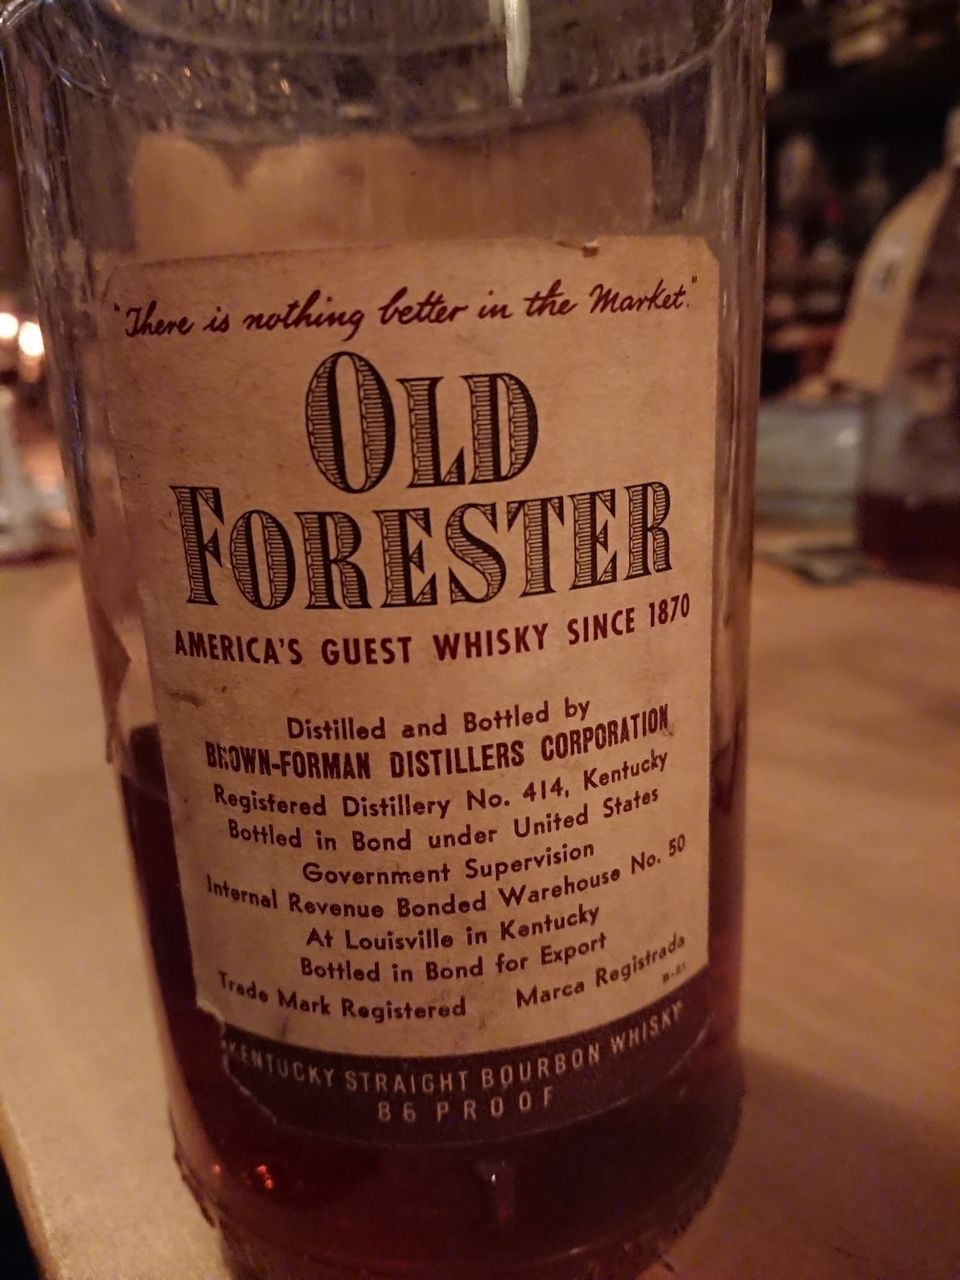 "There is nothing better in the Market."
OLD
FORESTER
AMERICA'S GUEST WHISKY SINCE 1870
Distilled and Bottled by
BROWN-FORMAN DISTILLERS CORPORATION
Registered Distillery No. 414, Kentucky
Bottled in Bond under United States
Government Supervision
Internal Revenue Bonded Warehouse No. 50
At Louisville in Kentucky
Bottled in Bond for Export
Trade Mark Registered Marca Registrada
KENTUCKY STRAIGHT BOURBON WHISKY
86 PROOF